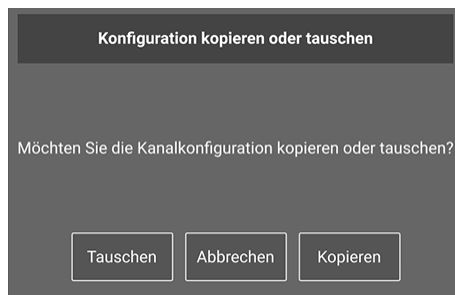 Konfiguration kopieren oder tauschen
Möchten Sie die Kanalkonfiguration kopieren oder tauschen?
Tauschen Abbrechen Kopieren